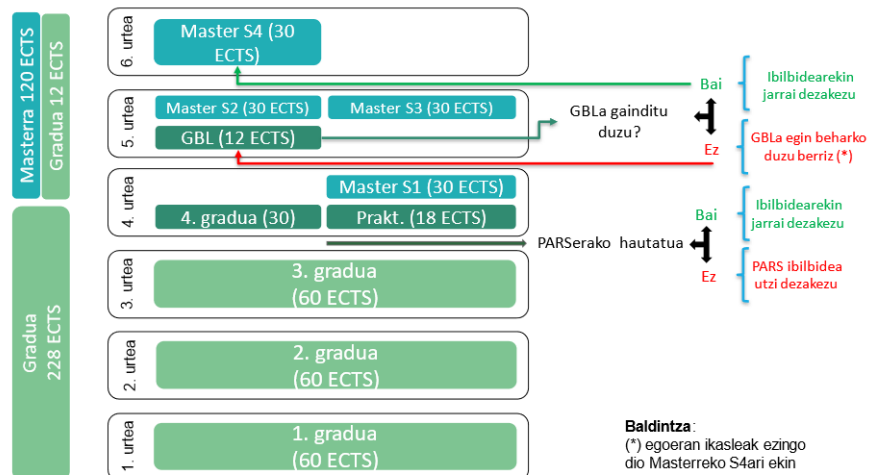 Masterra 120 ECTS
Gradua 12 ECTS
Gradua
228 ECTS
6. urtea
Master S4 (30
ECTS)
5. urtea
Master S2 (30 ECTS)
Master S3 (30 ECTS)
GBL (12 ECTS)
GBLa gainditu
duzu?
Bai
Ibilbidearekin
jarrai dezakezu
Ez
GBLa egin beharko
duzu berriz (*)
4. urtea
Master S1 (30 ECTS)
4. gradua (30)
Prakt. (18 ECTS)
PARSerako hautatua
Bai
Ibilbidearekin
jarrai dezakezu
Ez
PARS ibilbidea
utzi dezakezu
3. urtea
3. gradua
(60 ECTS)
2. urtea
2. gradua
(60 ECTS)
1. urtea
1. gradua
(60 ECTS)
Baldintza:
(*) egoeran ikasleak ezingo
dio Masterreko S4ari ekin